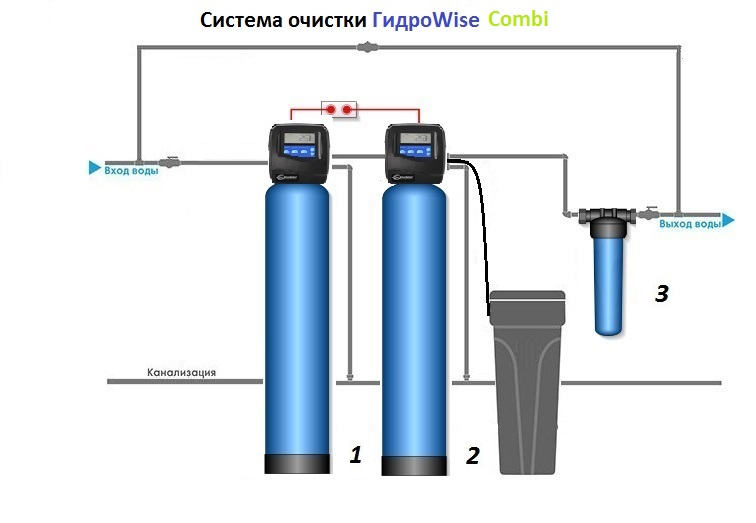 Система очистки ГидроWise Combi
Вход воды
Выход воды
3
Канализация
1
2